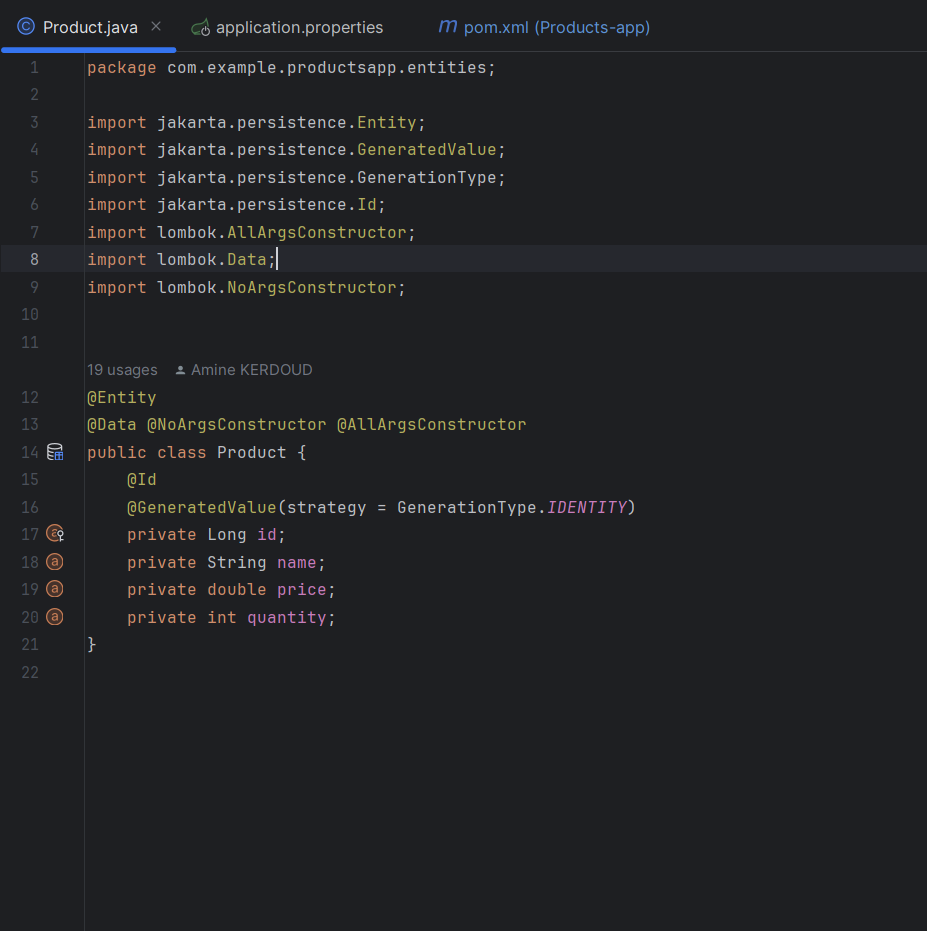 Product.java application.properties pom.xml (Products-app)
1 package com.example.productsapp.entities;
2
3 import jakarta.persistence.Entity;
4 import jakarta.persistence.GeneratedValue;
5 import jakarta.persistence.GenerationType;
6 import jakarta.persistence.Id;
7 import lombok.AllArgsConstructor;
8 import lombok.Data;
9 import lombok.NoArgsConstructor;
10
11
19 usages Amine KERDOUD
12 @Entity
13 @Data @NoArgsConstructor @AllArgsConstructor
14 public class Product {
15 @Id
16 @GeneratedValue(strategy = GenerationType.IDENTITY)
17 private Long id;
18 private String name;
19 private double price;
20 private int quantity;
21 }
22